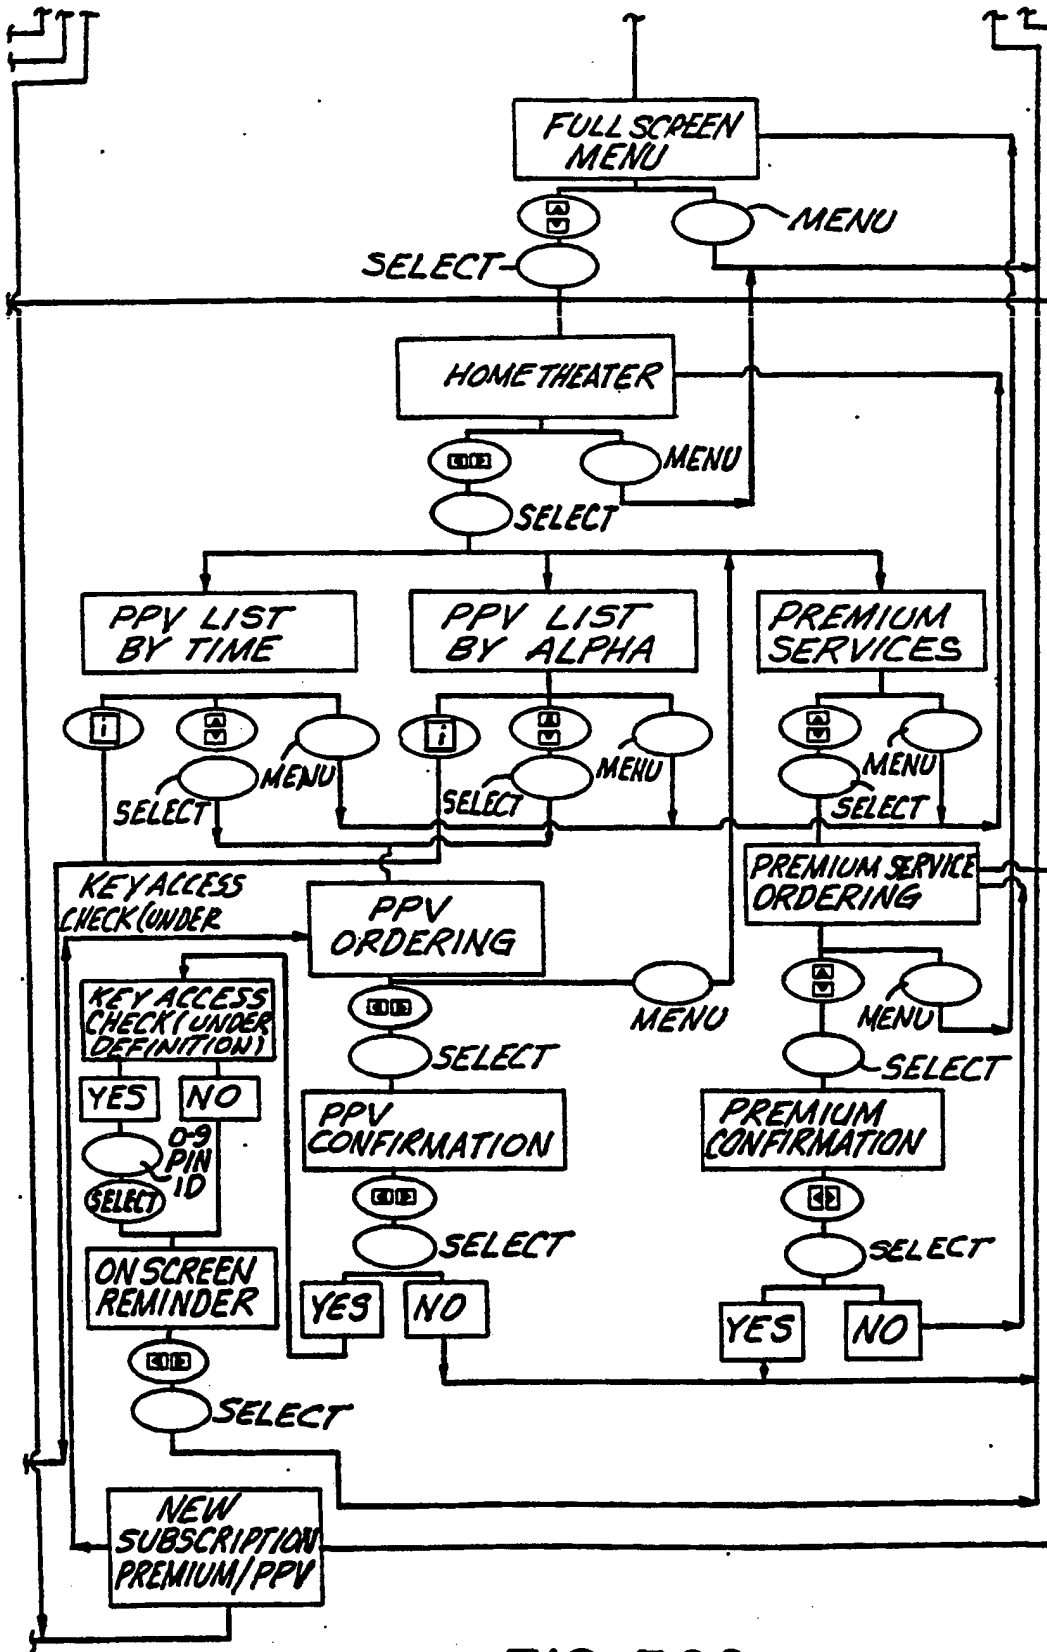 FULL SCREEN
MENU
MENU
SELECT
HOME THEATER
MENU
SELECT
PPV LIST
BY TIME
PPV LIST
BY ALPHA
PREMIUM
SERVICES
i
i
MENU
MENU
MENU
SELECT
SELECT
SELECT
KEY ACCESS
CHECK (UNDER
PPV
ORDERING
PREMIUM SERVICE
ORDERING
KEY ACCESS
CHECK (UNDER
DEFINITION)
MENU
MENU
SELECT
SELECT
YES
NO
PPV
CONFIRMATION
PREMIUM
CONFIRMATION
0-9
PIN
ID
SELECT
SELECT
SELECT
ON SCREEN
REMINDER
YES
NO
YES
NO
SELECT
NEW
SUBSCRIPTION
PREMIUM/PPV